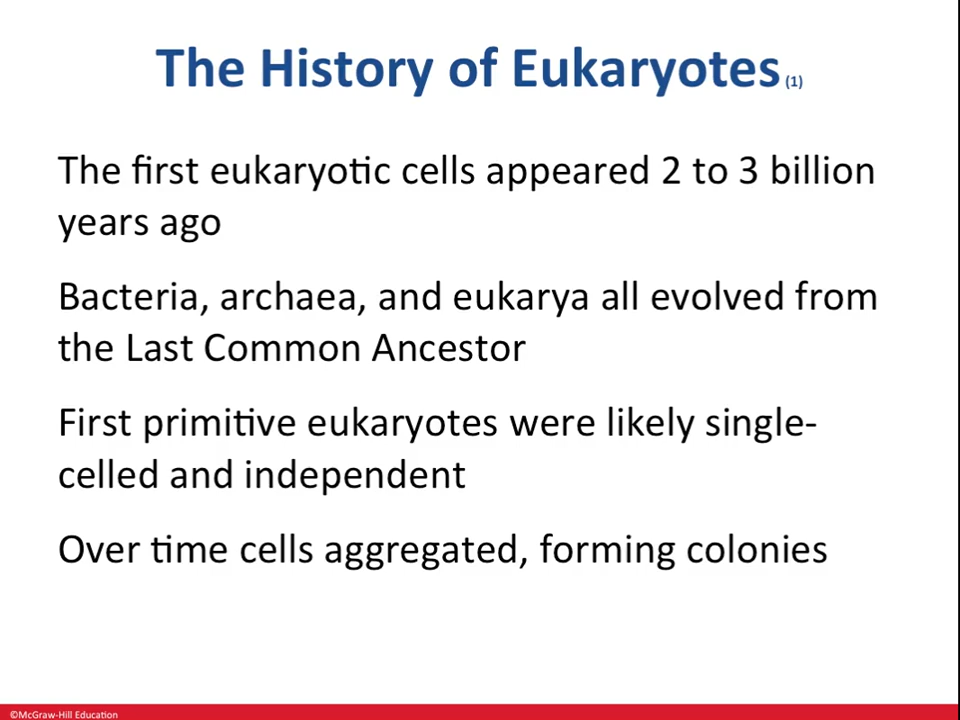 The History of Eukaryotes (1)
The first eukaryotic cells appeared 2 to 3 billion
years ago
Bacteria, archaea, and eukarya all evolved from
the Last Common Ancestor
First primitive eukaryotes were likely single-
celled and independent
Over time cells aggregated, forming colonies
©McGraw-Hill Education